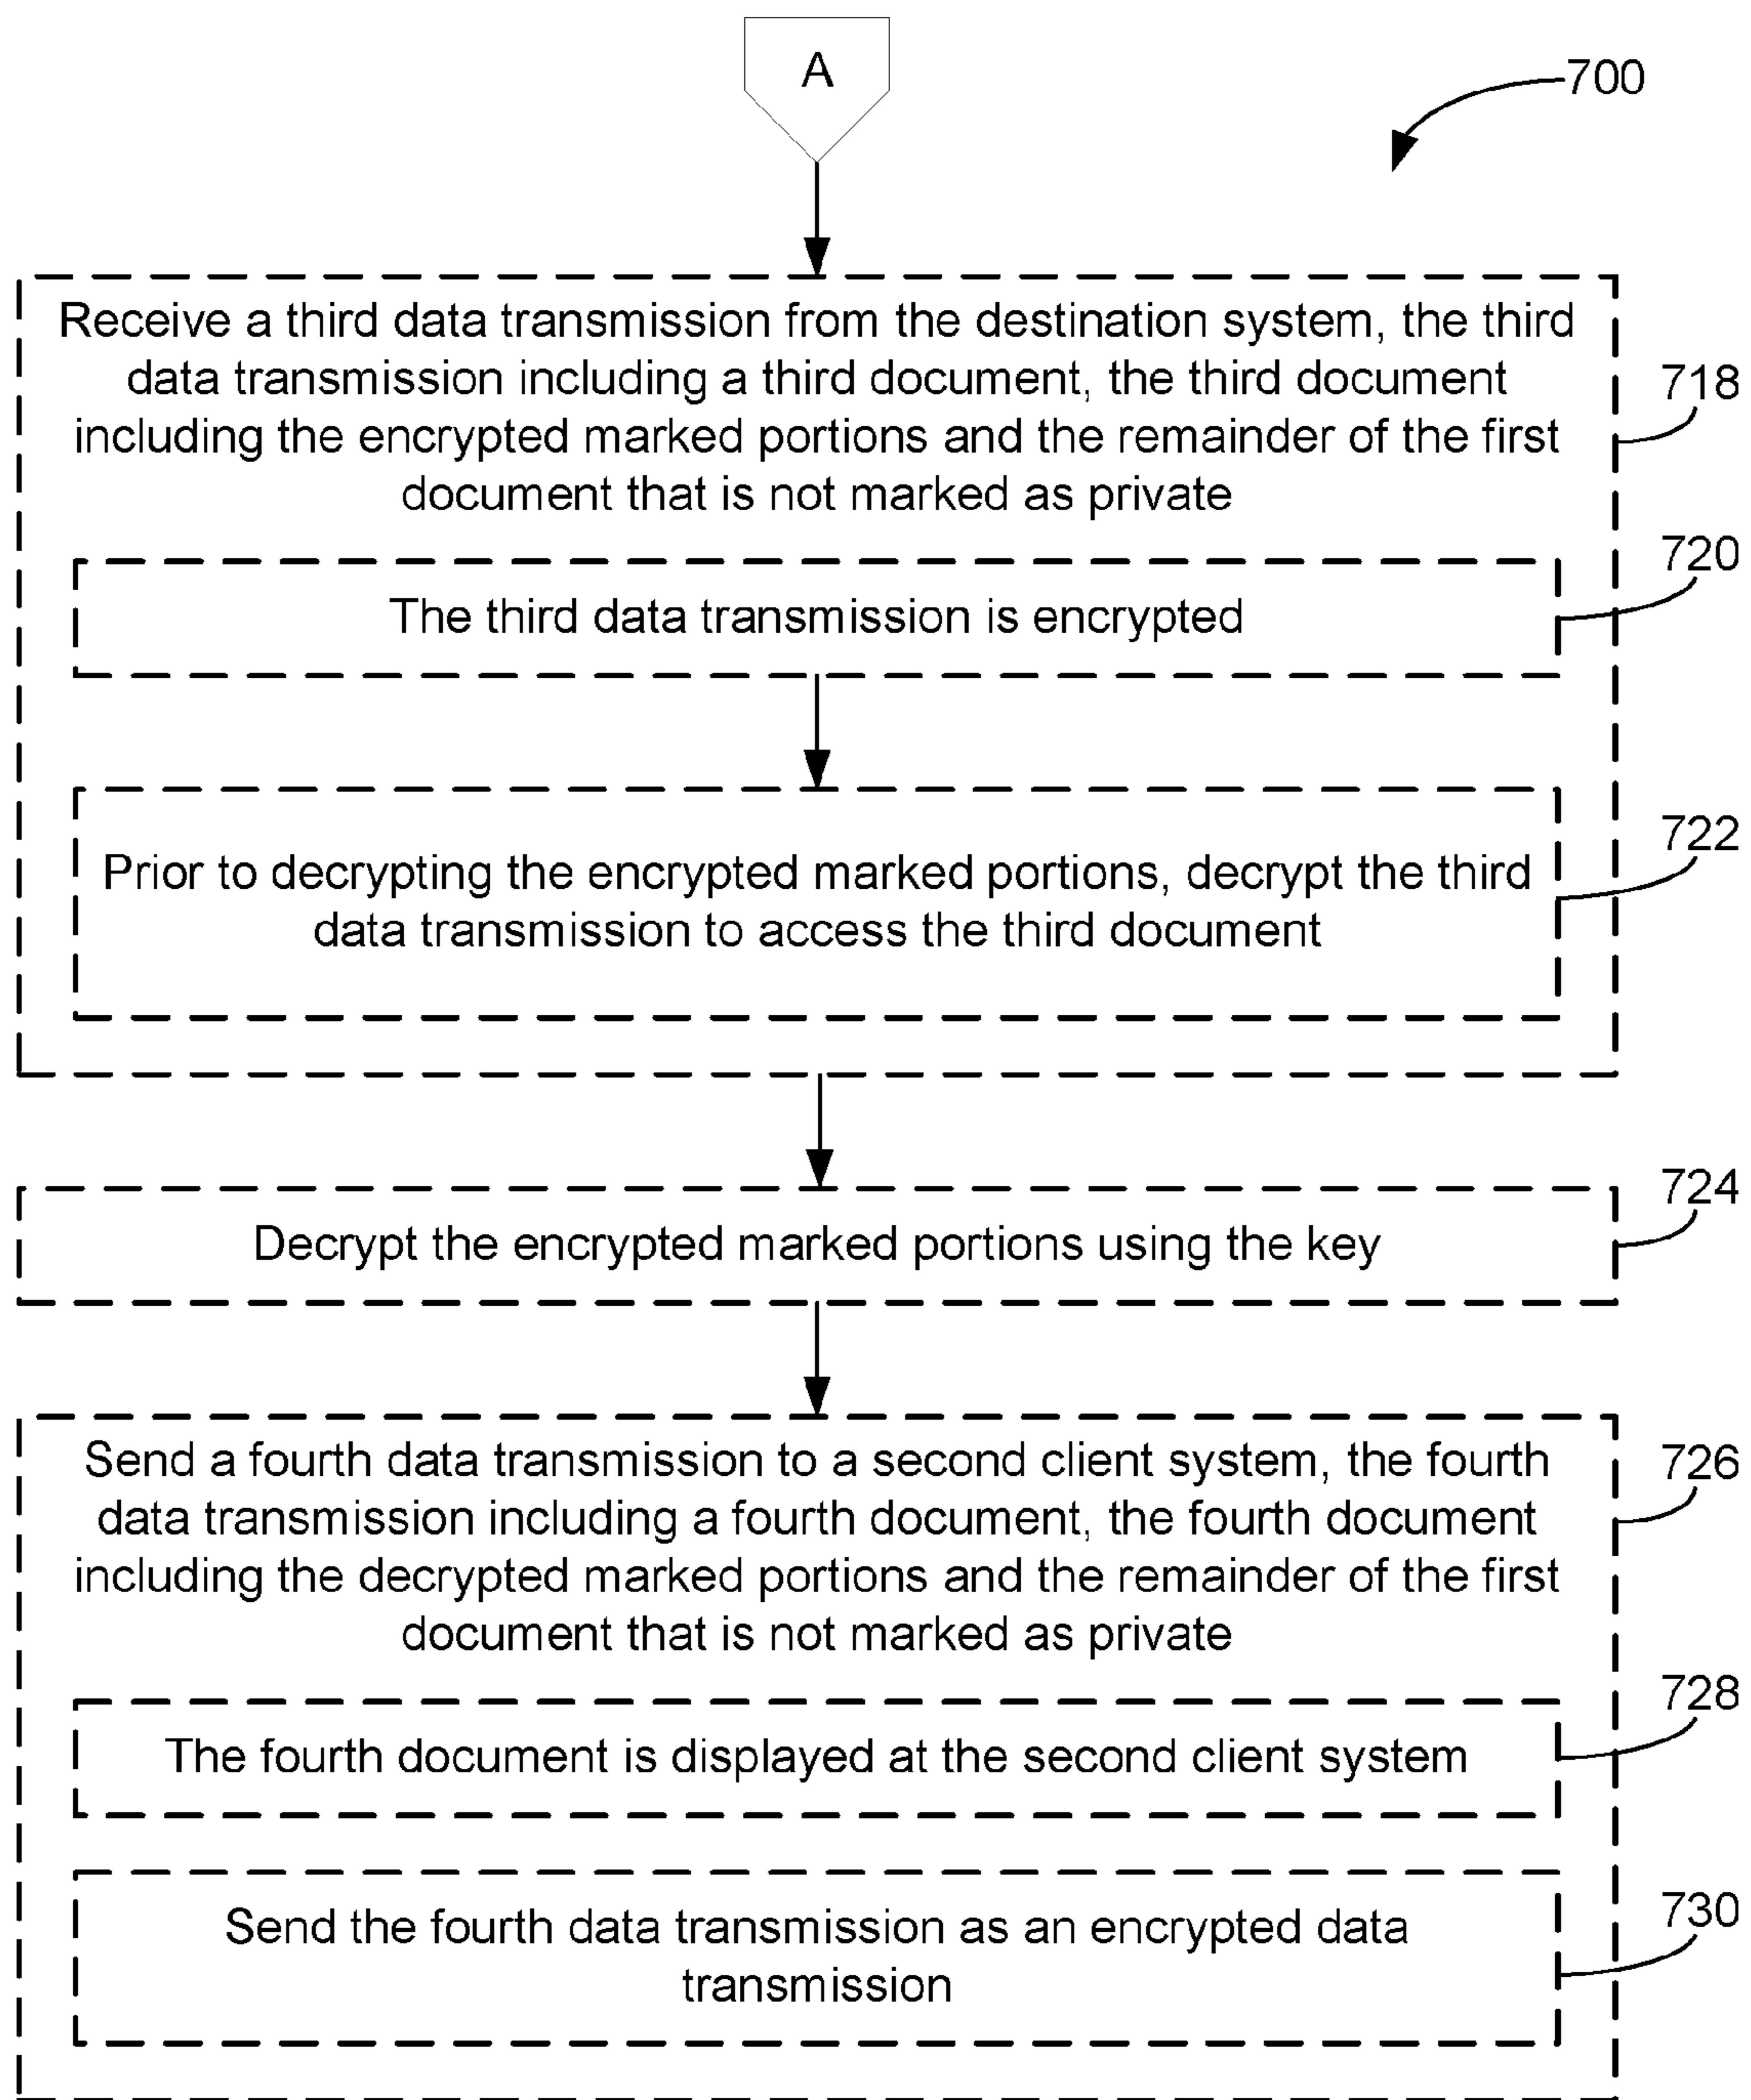 A
700
Receive a third data transmission from the destination system, the third
data transmission including a third document, the third document
including the encrypted marked portions and the remainder of the first
document that is not marked as private
718
The third data transmission is encrypted
720
Prior to decrypting the encrypted marked portions, decrypt the third
data transmission to access the third document
722
Decrypt the encrypted marked portions using the key
724
Send a fourth data transmission to a second client system, the fourth
data transmission including a fourth document, the fourth document
including the decrypted marked portions and the remainder of the first
document that is not marked as private
726
The fourth document is displayed at the second client system
728
Send the fourth data transmission as an encrypted data
transmission
730